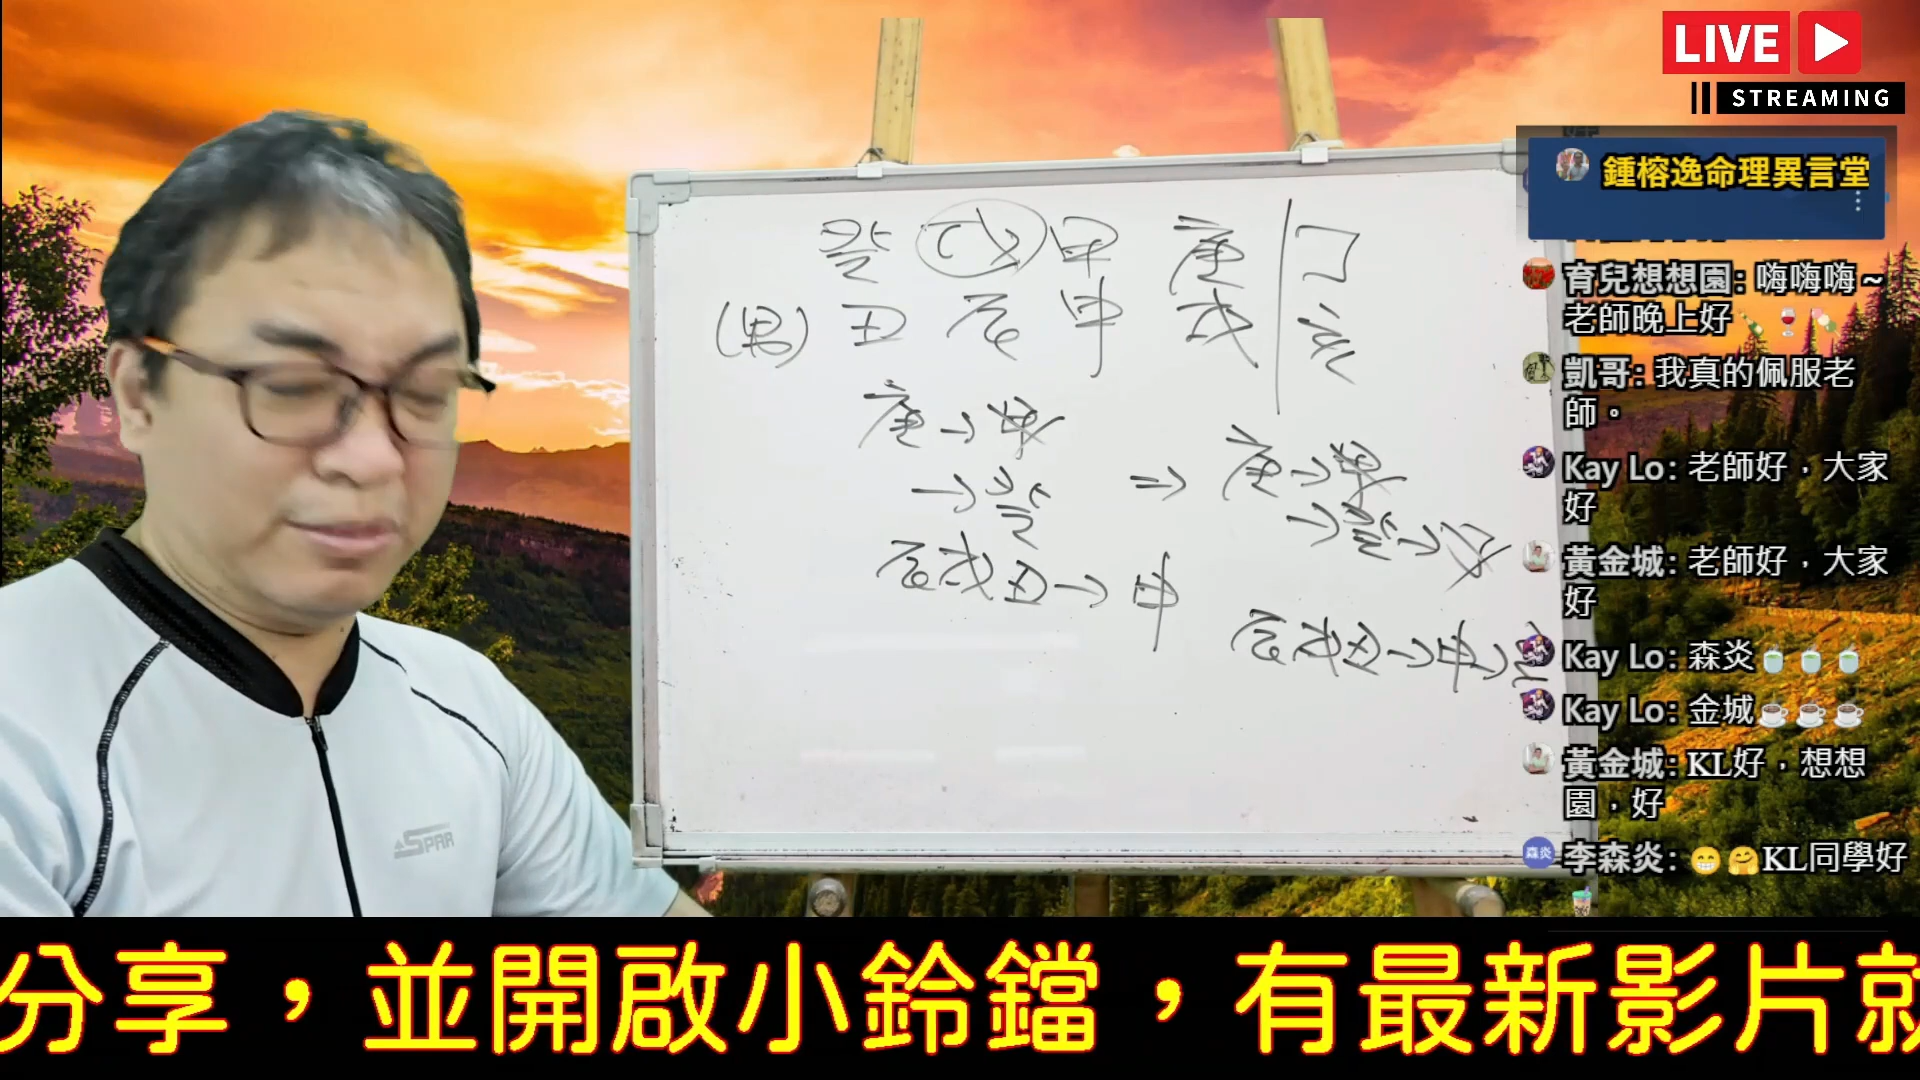 LIVE
STREAMING
鍾榕逸命理異言堂
癸 戊 甲 庚
(男) 丑 辰 申 戌 亥
庚→
→癸 ⇒ 庚→
→癸→
辰戌丑→申
辰戌丑→申→
育兒想想園: 嗨嗨嗨~
老師晚上好
凱哥: 我真的佩服老
師。
Kay Lo: 老師好，大家
好
黃金城: 老師好，大家
好
Kay Lo: 森炎🍵🍵🍵
Kay Lo: 金城☕☕☕
黃金城: KL好，想想
園，好
森炎
李森炎: 😁🤗KL同學好
🧋
SPAR
分享，並開啟小鈴鐺，有最新影片就